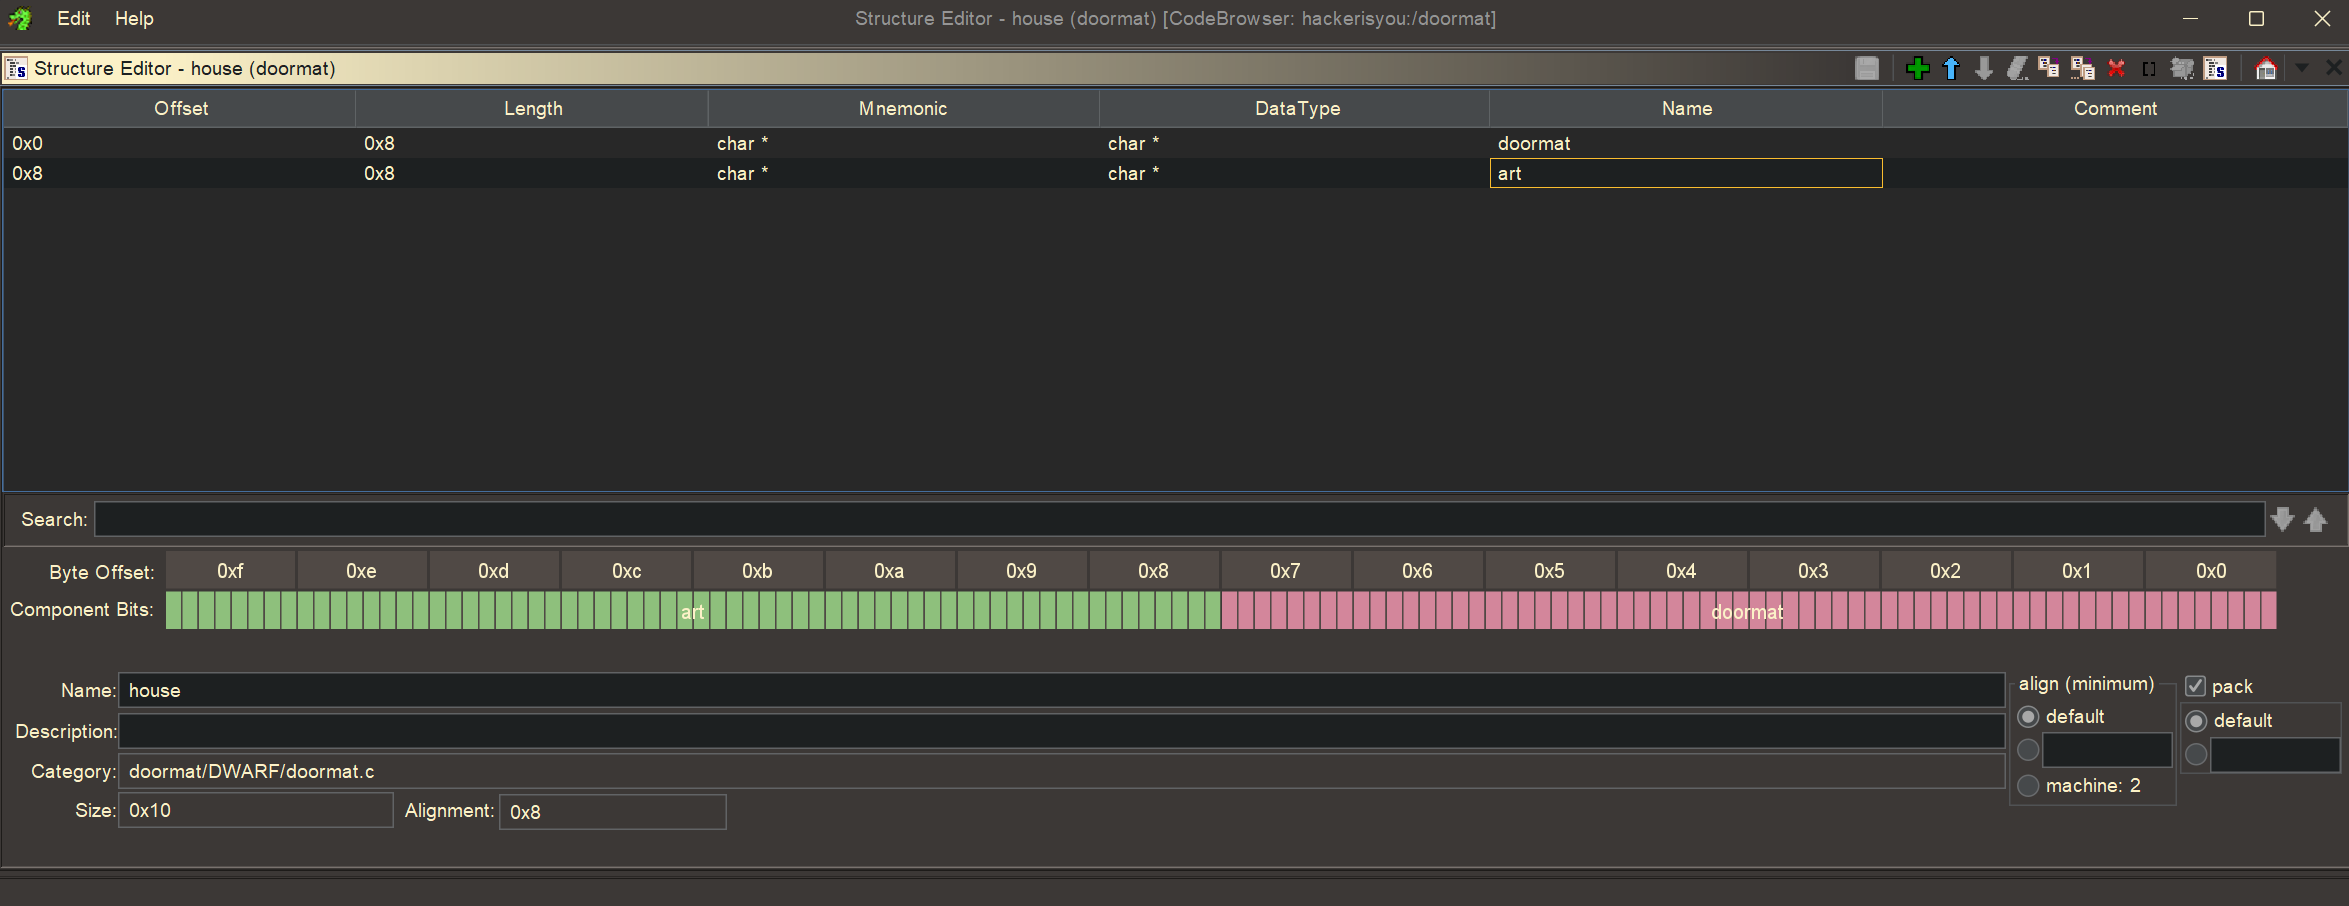 Edit Help Structure Editor - house (doormat) [CodeBrowser: hackerisyou:/doormat]
Structure Editor - house (doormat)
Offset Length Mnemonic DataType Name Comment
0x0 0x8 char * char * doormat
0x8 0x8 char * char * art
Search:
Byte Offset: 0xf 0xe 0xd 0xc 0xb 0xa 0x9 0x8 0x7 0x6 0x5 0x4 0x3 0x2 0x1 0x0
Component Bits: art doormat
Name: house
align (minimum)
pack
default
default
Description:
Category: doormat/DWARF/doormat.c
machine: 2
Size: 0x10 Alignment: 0x8